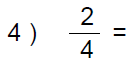 4 ) 2/4 =